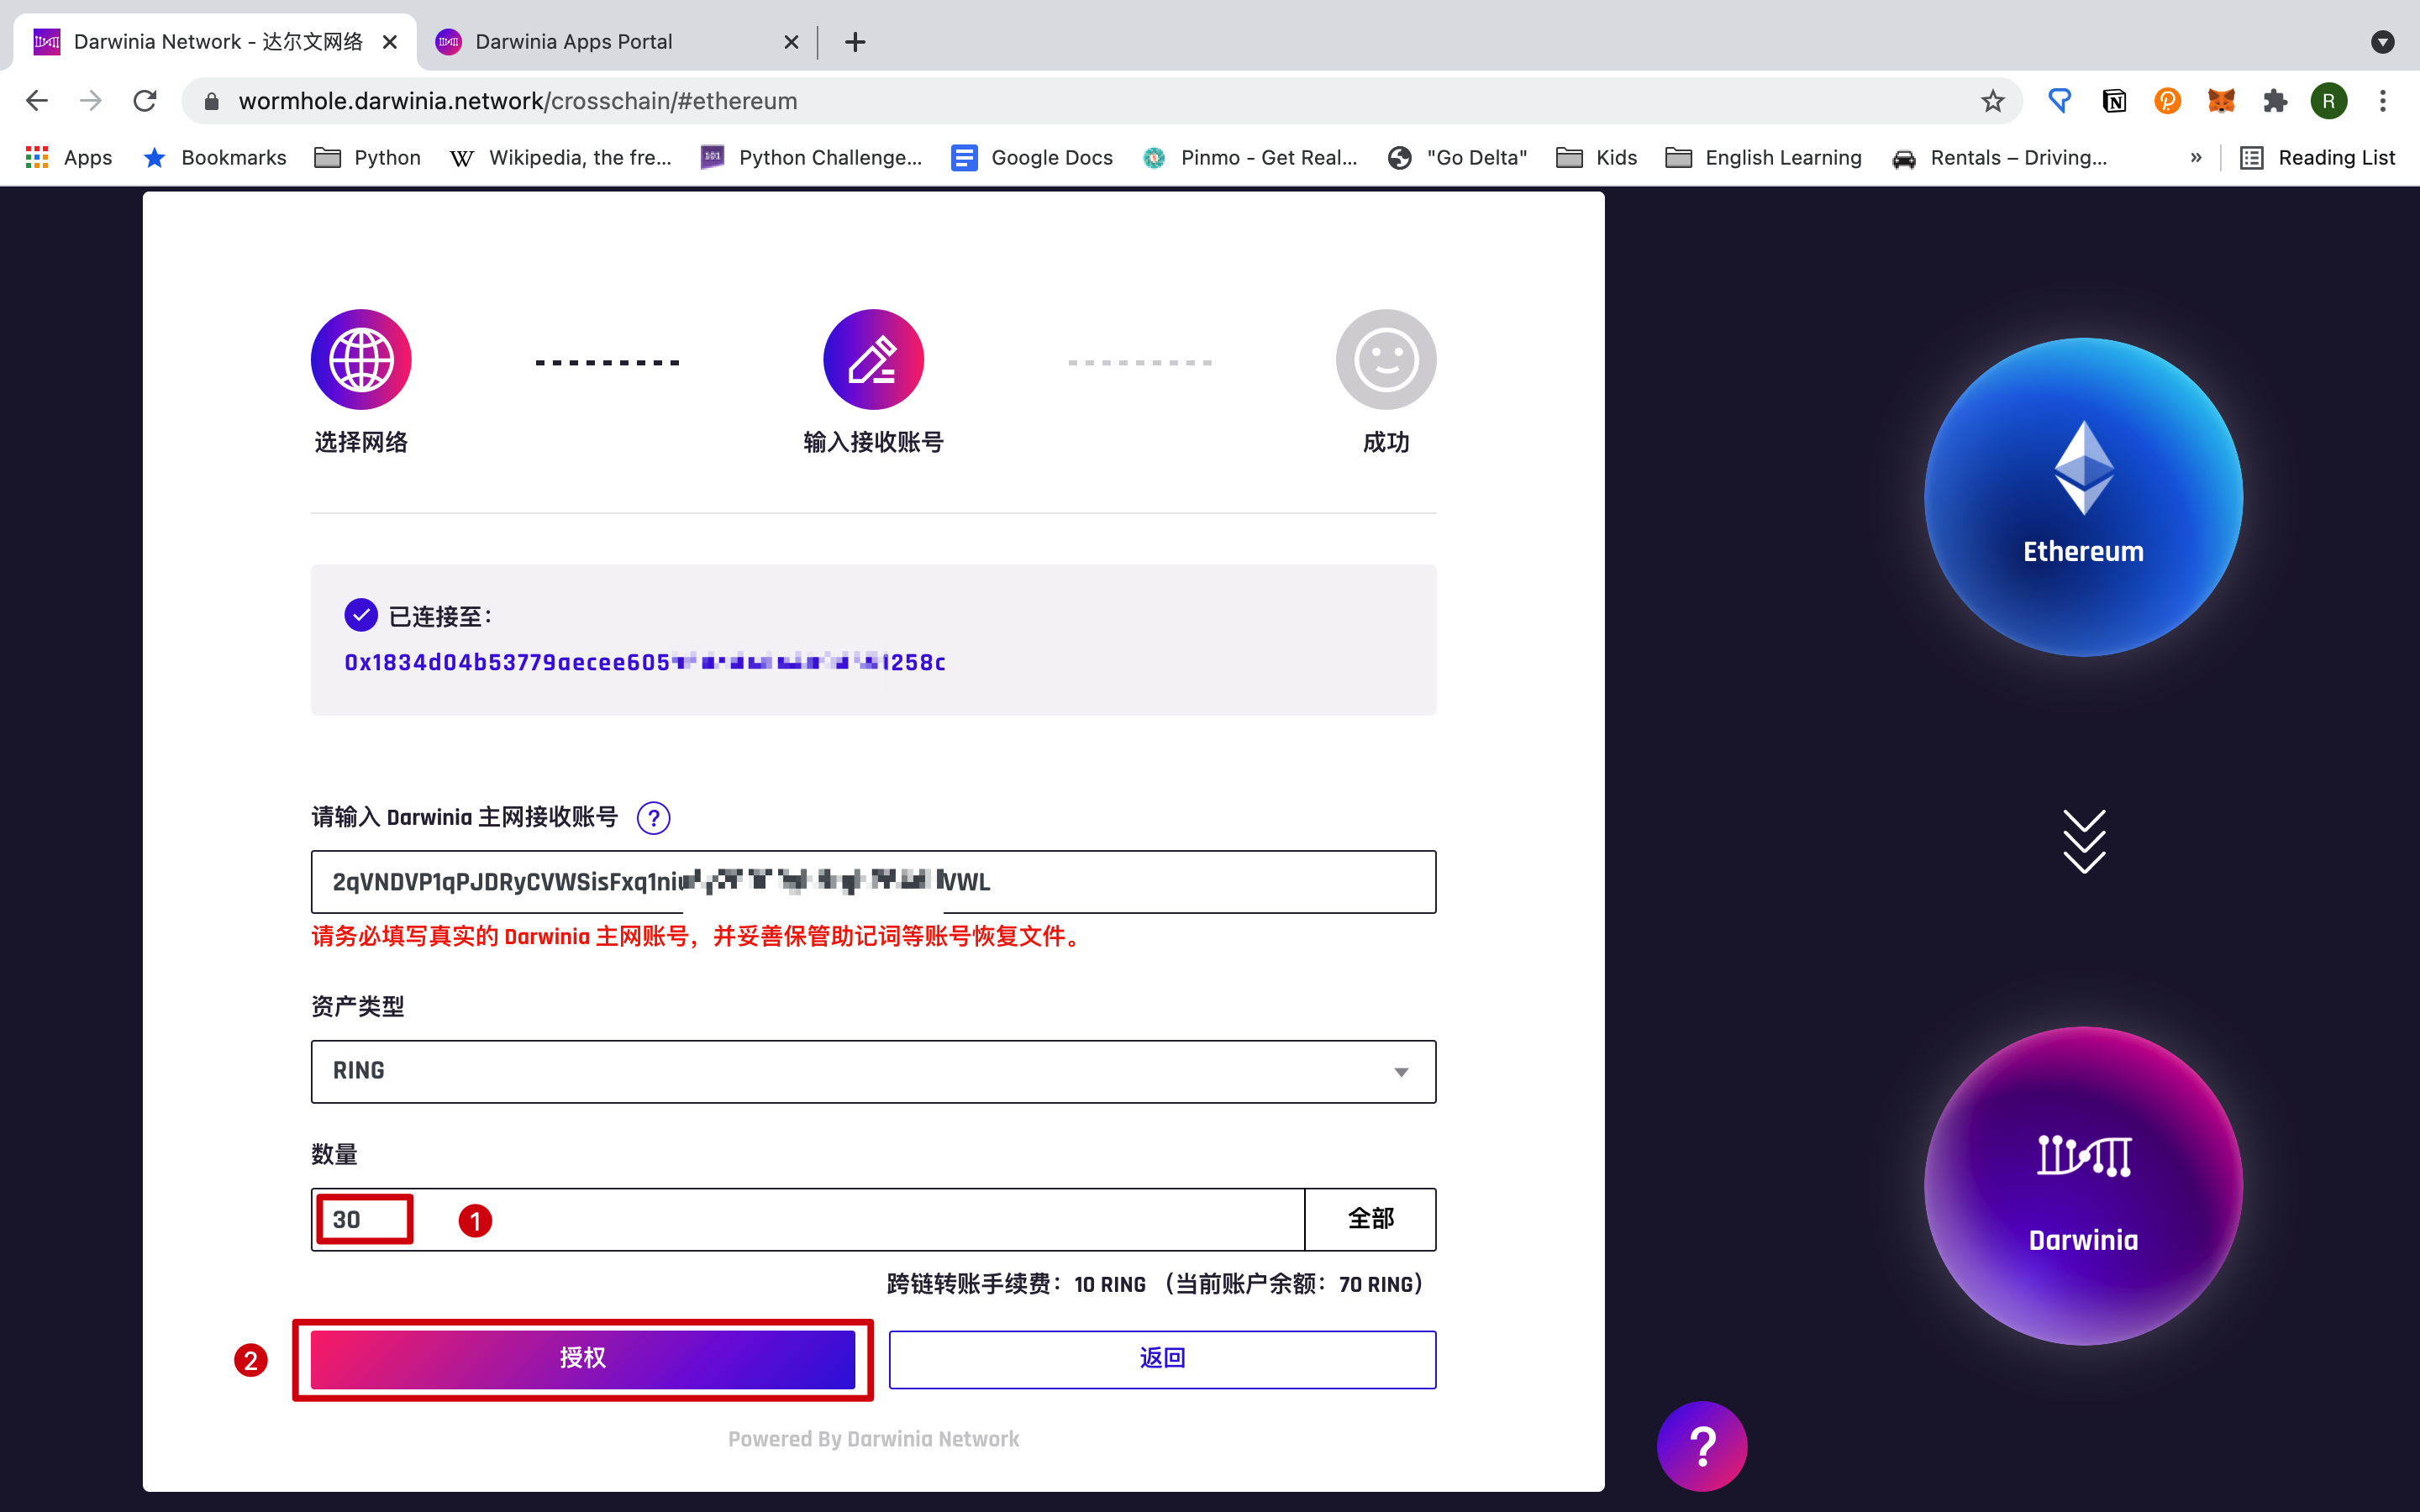 Darwinia Network - 达尔文网络
Darwinia Apps Portal
wormhole.darwinia.network/crosschain/#ethereum
R
Apps
Bookmarks
Python
Wikipedia, the fre...
Python Challenge...
Google Docs
Pinmo - Get Real...
"Go Delta"
Kids
English Learning
Rentals – Driving...
»
Reading List
选择网络
输入接收账号
成功
已连接至：
0x1834d04b53779aecee605
258c
请输入 Darwinia 主网接收账号 ?
2qVNDVP1qPJDRyCVWSisFxq1ni
VWL
请务必填写真实的 Darwinia 主网账号，并妥善保管助记词等账号恢复文件。
资产类型
RING
数量
30
1
全部
跨链转账手续费：10 RING （当前账户余额：70 RING）
2
授权
返回
Powered By Darwinia Network
Ethereum
Darwinia
?